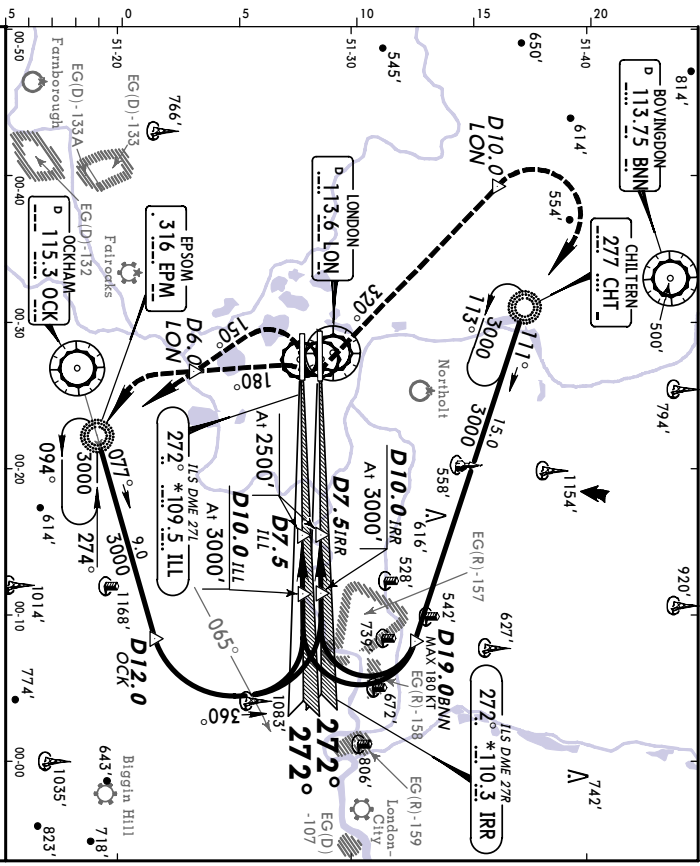 5
0
5
10
15
20
51-20
51-30
51-40
00-50
00-40
00-30
00-20
00-10
00-00
Farnborough
EG(D)-133A
EG(D)-133
EG(D)-132
766'
545'
650'
614'
814'
BOVINGDON
D 113.75 BNN
500'
554'
D10.0
LON
CHILTERN
277 CHT
3000
113°
111°
15.0
3000
LONDON
D 113.6 LON
320°
EPSOM
316 EPM
OCKHAM
D 115.3 OCK
Fairoaks
D6.0
LON
150°
180°
Northolt
794'
1154'
558'
616'
920'
3000
094°
274°
077°
9.0
3000
614'
1168'
1014'
774'
D12.0
OCK
ILS DME 27L
272° *109.5 ILL
At 2500'
D7.5
ILL
D10.0 ILL
At 3000'
D7.5 IRR
D10.0 IRR
At 3000'
528'
739'
542'
EG(R)-157
627'
D19.0 BNN
MAX 180 KT
EG(R)-158
672'
065°
360°
1083'
272°
272°
ILS DME 27R
272° *110.3 IRR
806'
EG(R)-159
742'
London-
City
EG(D)
-107
643'
Biggin Hill
1035'
823'
718'